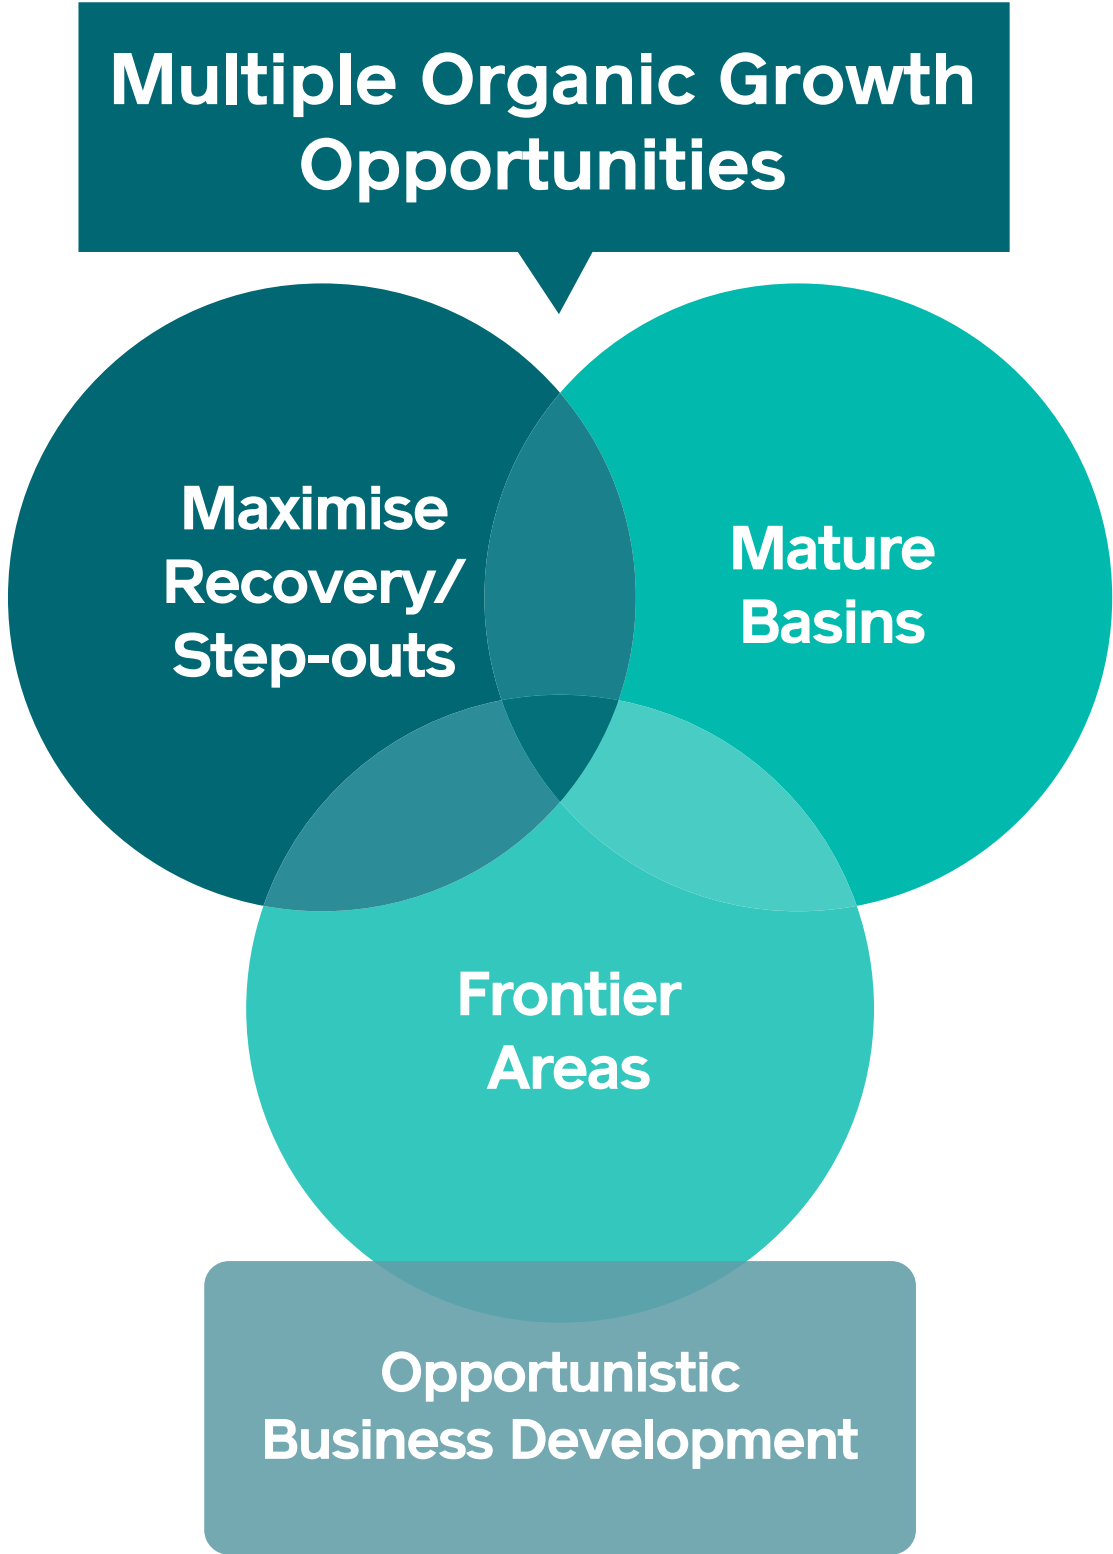 Multiple Organic Growth
Opportunities
Maximise
Recovery/
Step-outs
Mature
Basins
Frontier
Areas
Opportunistic
Business Development